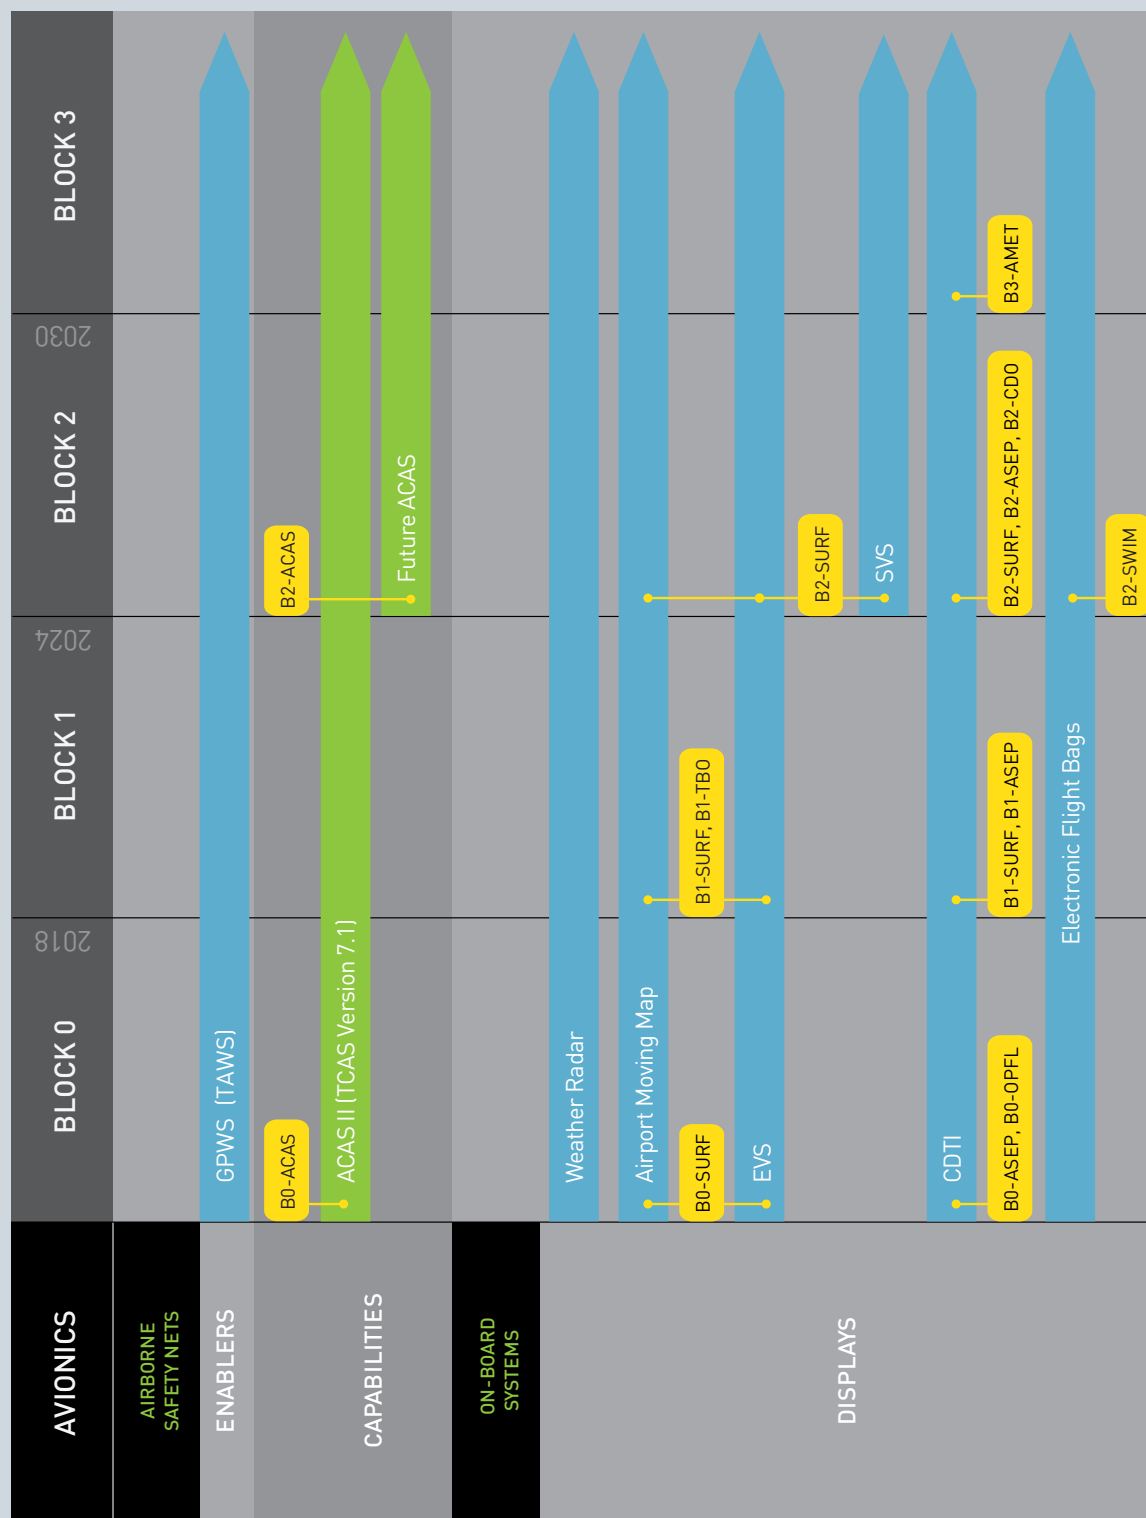 AVIONICS
BLOCK 0
2018
BLOCK 1
2024
BLOCK 2
2030
BLOCK 3
AIRBORNE
SAFETY NETS
ENABLERS
GPWS (TAWS)
CAPABILITIES
B0-ACAS
B2-ACAS
ACAS II (TCAS Version 7.1)
Future ACAS
ON-BOARD
SYSTEMS
DISPLAYS
Weather Radar
Airport Moving Map
B0-SURF
B1-SURF, B1-TBO
EVS
B2-SURF
SVS
CDTI
B0-ASEP, B0-OPFL
B1-SURF, B1-ASEP
B2-SURF, B2-ASEP, B2-CDO
B3-AMET
Electronic Flight Bags
B2-SWIM